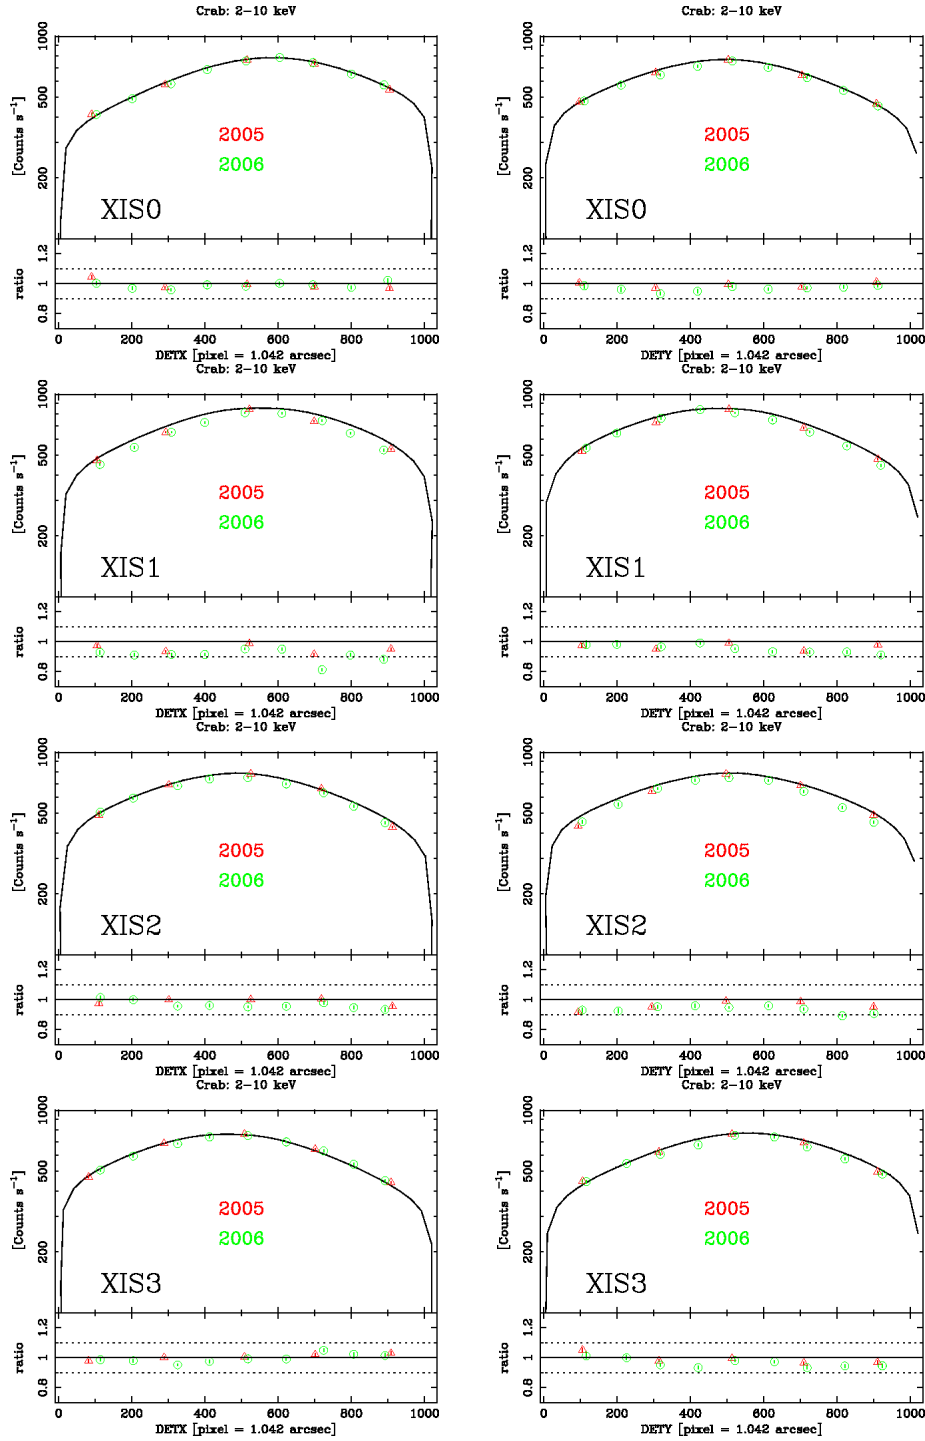 Crab: 2-10 keV
[Counts s⁻¹]
1000
500
200
2005
2006
XIS0
ratio
1.2
1
0.8
0 200 400 600 800 1000
DETX [pixel = 1.042 arcsec]
Crab: 2-10 keV
[Counts s⁻¹]
1000
500
200
2005
2006
XIS0
ratio
1.2
1
0.8
0 200 400 600 800 1000
DETY [pixel = 1.042 arcsec]
Crab: 2-10 keV
[Counts s⁻¹]
1000
500
200
2005
2006
XIS1
ratio
1.2
1
0.8
0 200 400 600 800 1000
DETX [pixel = 1.042 arcsec]
Crab: 2-10 keV
[Counts s⁻¹]
1000
500
200
2005
2006
XIS1
ratio
1.2
1
0.8
0 200 400 600 800 1000
DETY [pixel = 1.042 arcsec]
Crab: 2-10 keV
[Counts s⁻¹]
1000
500
200
2005
2006
XIS2
ratio
1.2
1
0.8
0 200 400 600 800 1000
DETX [pixel = 1.042 arcsec]
Crab: 2-10 keV
[Counts s⁻¹]
1000
500
200
2005
2006
XIS2
ratio
1.2
1
0.8
0 200 400 600 800 1000
DETY [pixel = 1.042 arcsec]
Crab: 2-10 keV
[Counts s⁻¹]
1000
500
200
2005
2006
XIS3
ratio
1.2
1
0.8
0 200 400 600 800 1000
DETX [pixel = 1.042 arcsec]
Crab: 2-10 keV
[Counts s⁻¹]
1000
500
200
2005
2006
XIS3
ratio
1.2
1
0.8
0 200 400 600 800 1000
DETY [pixel = 1.042 arcsec]